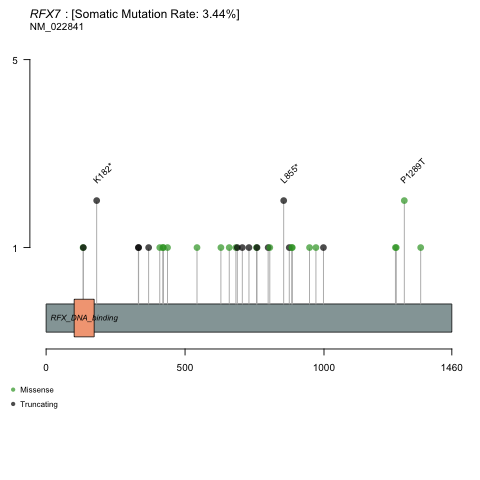 RFX7 : [Somatic Mutation Rate: 3.44%]
NM_022841
5
K182*
L855*
P1289T
1
RFX_DNA_binding
0 500 1000 1460
Missense
Truncating